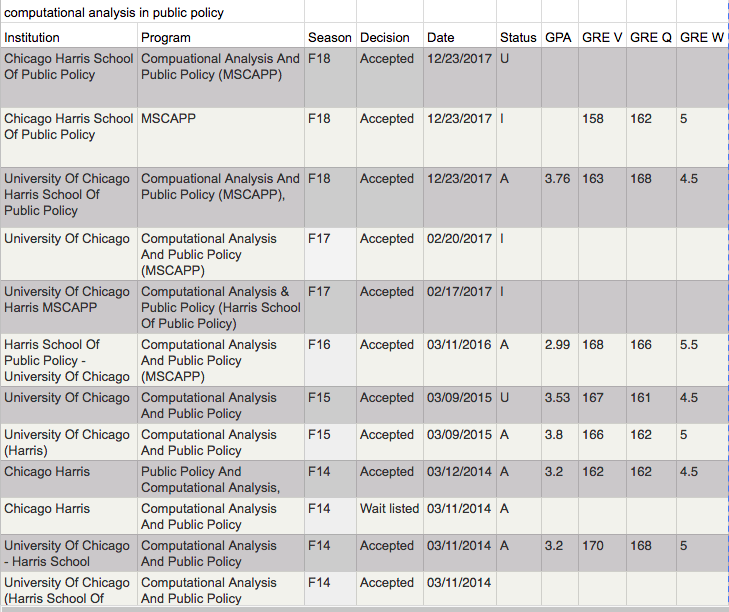 computational analysis in public policy
Institution Program Season Decision Date Status GPA GRE V GRE Q GRE W
Chicago Harris School Compuational Analysis And F18 Accepted 12/23/2017 U
Of Public Policy Public Policy (MSCAPP)
Chicago Harris School MSCAPP F18 Accepted 12/23/2017 I 158 162 5
Of Public Policy
University Of Chicago Compuational Analysis And F18 Accepted 12/23/2017 A 3.76 163 168 4.5
Harris School Of Public Policy (MSCAPP),
Public Policy
University Of Chicago Computational Analysis F17 Accepted 02/20/2017 I
And Public Policy
(MSCAPP)
University Of Chicago Computational Analysis & F17 Accepted 02/17/2017 I
Harris MSCAPP Public Policy (Harris School
Of Public Policy)
Harris School Of Computational Analysis F16 Accepted 03/11/2016 A 2.99 168 166 5.5
Public Policy - And Public Policy
University Of Chicago (MSCAPP)
University Of Chicago Computational Analysis F15 Accepted 03/09/2015 U 3.53 167 161 4.5
And Public Policy
University Of Chicago Computational Analysis F15 Accepted 03/09/2015 A 3.8 166 162 5
(Harris) And Public Policy
Chicago Harris Public Policy And F14 Accepted 03/12/2014 A 3.2 162 162 4.5
Computational Analysis,
Chicago Harris Computational Analysis F14 Wait listed 03/11/2014 A
And Public Policy
University Of Chicago Computational Analysis F14 Accepted 03/11/2014 A 3.2 170 168 5
- Harris School And Public Policy
University Of Chicago Computational Analysis F14 Accepted 03/11/2014
(Harris School Of And Public Policy